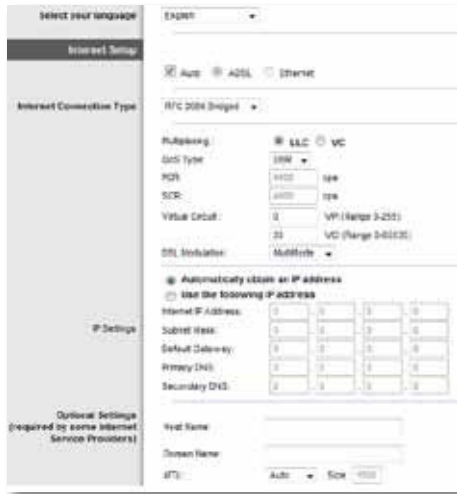 Select your language
English
Internet Setup
Auto ADSL Ethernet
Internet Connection Type
RFC 2684 Bridged
Multiplexing: LLC VC
QoS Type: UBR
PCR: cps
SCR: cps
Virtual Circuit: VPI (Range 0-255)
VCI (Range 0-65535)
DSL Modulation: MultiMode
Automatically obtain an IP address
Use the following IP address
IP Settings
Internet IP Address:
Subnet Mask:
Default Gateway:
Primary DNS:
Secondary DNS:
Optional Settings
(required by some Internet
Service Providers)
Host Name
Domain Name
MTU: Auto Size